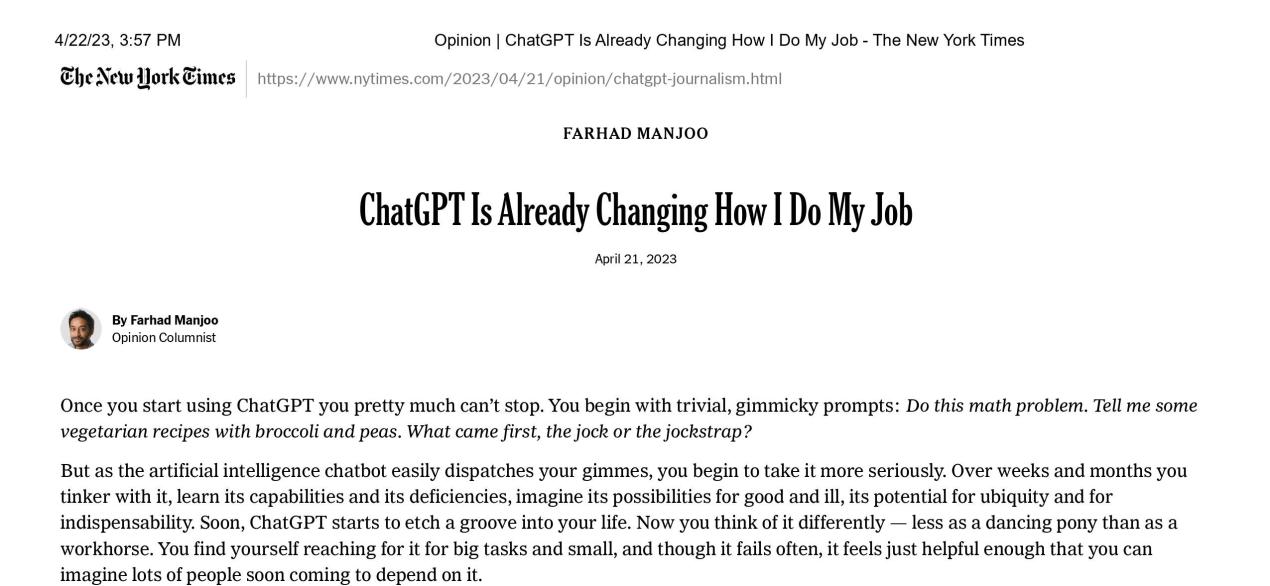 4/22/23, 3:57 PM Opinion | ChatGPT Is Already Changing How I Do My Job - The New York Times
The New York Times https://www.nytimes.com/2023/04/21/opinion/chatgpt-journalism.html
FARHAD MANJOO
ChatGPT Is Already Changing How I Do My Job
April 21, 2023
By Farhad Manjoo
Opinion Columnist
Once you start using ChatGPT you pretty much can’t stop. You begin with trivial, gimmicky prompts: Do this math problem. Tell me some
vegetarian recipes with broccoli and peas. What came first, the jock or the jockstrap?
But as the artificial intelligence chatbot easily dispatches your gimmes, you begin to take it more seriously. Over weeks and months you
tinker with it, learn its capabilities and its deficiencies, imagine its possibilities for good and ill, its potential for ubiquity and for
indispensability. Soon, ChatGPT starts to etch a groove into your life. Now you think of it differently — less as a dancing pony than as a
workhorse. You find yourself reaching for it for big tasks and small, and though it fails often, it feels just helpful enough that you can
imagine lots of people soon coming to depend on it.